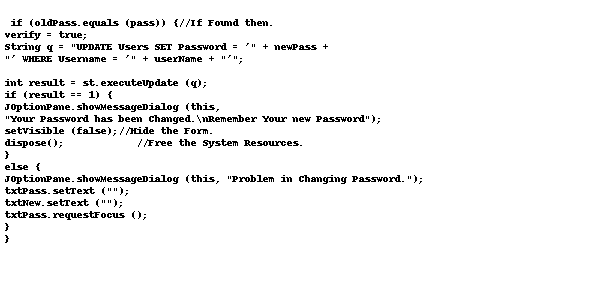 if (oldPass.equals (pass)) {//If Found then.
verify = true;
String q = "UPDATE Users SET Password = '" + newPass +
"' WHERE Username = '" + userName + "'";
int result = st.executeUpdate (q);
if (result == 1) {
JOptionPane.showMessageDialog (this,
"Your Password has been Changed.\nRemember Your new Password");
setVisible (false);//Hide the Form.
dispose();            //Free the System Resources.
}
else {
JOptionPane.showMessageDialog (this, "Problem in Changing Password.");
txtPass.setText ("");
txtNew.setText ("");
txtPass.requestFocus ();
}
}